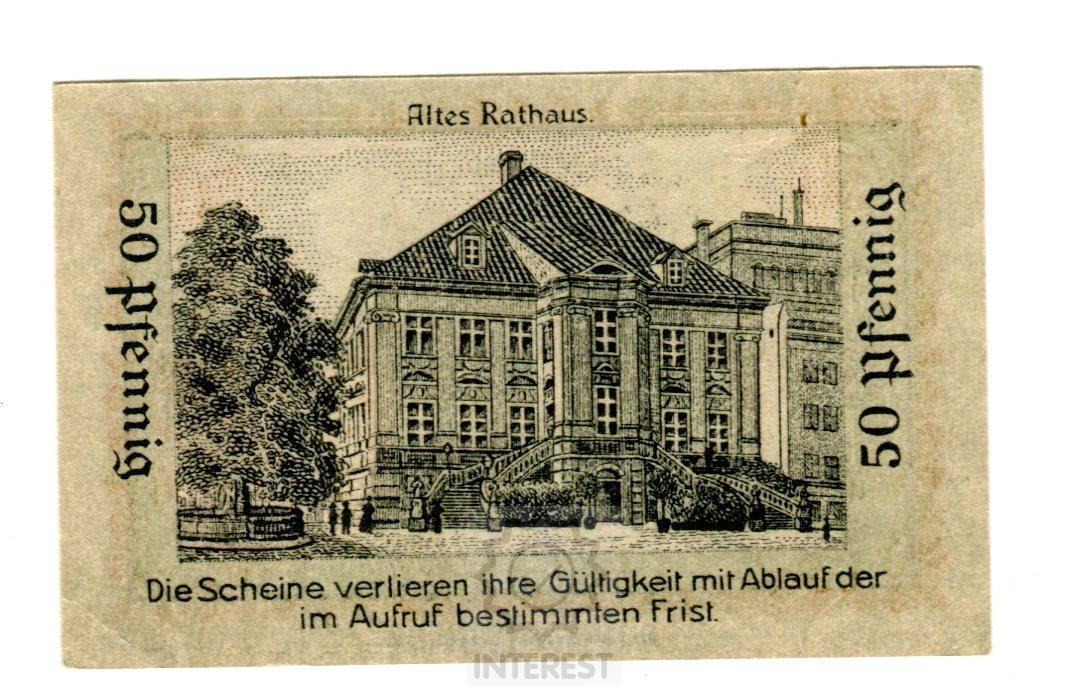 Altes Rathaus.
50 Pfennig
50 Pfennig
Die Scheine verlieren ihre Gültigkeit mit Ablauf der
im Aufruf bestimmten Frist.
INTEREST